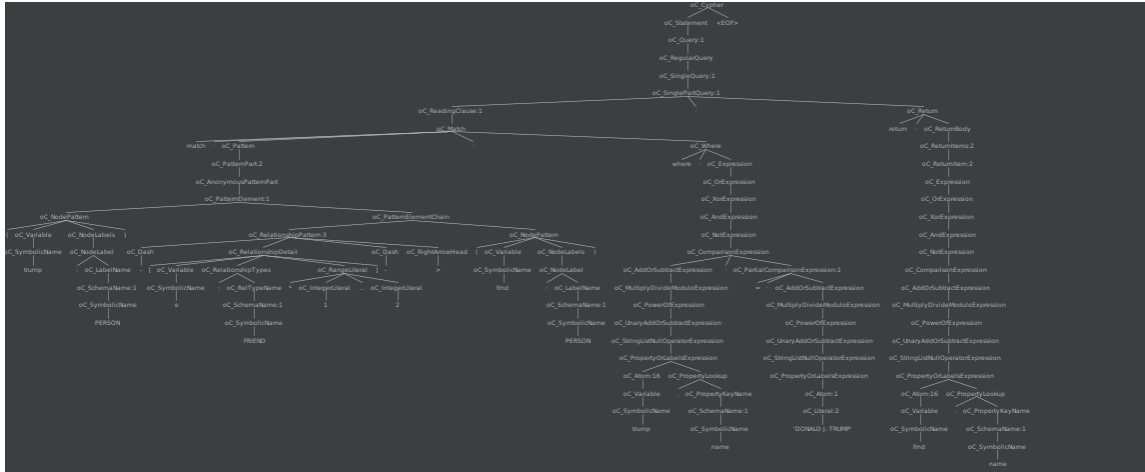 oC_Cypher
oC_Statement <EOF>
oC_Query:1
oC_RegularQuery
oC_SingleQuery:1
oC_SinglePartQuery:1
oC_ReadingClause:1 oC_Return
oC_Match return oC_ReturnBody
match oC_Pattern oC_Where oC_ReturnItems:2
oC_PatternPart:2 where oC_Expression oC_ReturnItem:2
oC_AnonymousPatternPart oC_OrExpression oC_Expression
oC_PatternElement:1 oC_XorExpression oC_OrExpression
oC_NodePattern oC_PatternElementChain oC_AndExpression oC_XorExpression
( oC_Variable oC_NodeLabels ) oC_RelationshipPattern:3 oC_NodePattern oC_NotExpression oC_AndExpression
oC_SymbolicName oC_NodeLabel oC_Dash oC_RelationshipDetail oC_Dash oC_RightArrowHead ( oC_Variable oC_NodeLabels ) oC_ComparisonExpression oC_NotExpression
trump : oC_LabelName - [ oC_Variable oC_RelationshipTypes oC_RangeLiteral ] - > oC_SymbolicName oC_NodeLabel oC_AddOrSubtractExpression oC_PartialComparisonExpression:1 oC_ComparisonExpression
oC_SchemaName:1 oC_SymbolicName : oC_RelTypeName * oC_IntegerLiteral .. oC_IntegerLiteral fmd : oC_LabelName oC_MultiplyDivideModuloExpression = oC_AddOrSubtractExpression oC_AddOrSubtractExpression
oC_SymbolicName e oC_SchemaName:1 1 2 oC_SchemaName:1 oC_PowerOfExpression oC_MultiplyDivideModuloExpression oC_MultiplyDivideModuloExpression
PERSON oC_SymbolicName oC_SymbolicName oC_UnaryAddOrSubtractExpression oC_PowerOfExpression oC_PowerOfExpression
FRIEND PERSON oC_StringListNullOperatorExpression oC_UnaryAddOrSubtractExpression oC_UnaryAddOrSubtractExpression
oC_PropertyOrLabelsExpression oC_StringListNullOperatorExpression oC_StringListNullOperatorExpression
oC_Atom:16 oC_PropertyLookup oC_PropertyOrLabelsExpression oC_PropertyOrLabelsExpression
oC_Variable . oC_PropertyKeyName oC_Atom:1 oC_Atom:16 oC_PropertyLookup
oC_SymbolicName oC_SchemaName:1 oC_Literal:2 oC_Variable . oC_PropertyKeyName
trump oC_SymbolicName "DONALD J. TRUMP" oC_SymbolicName oC_SchemaName:1
name fmd oC_SymbolicName
name